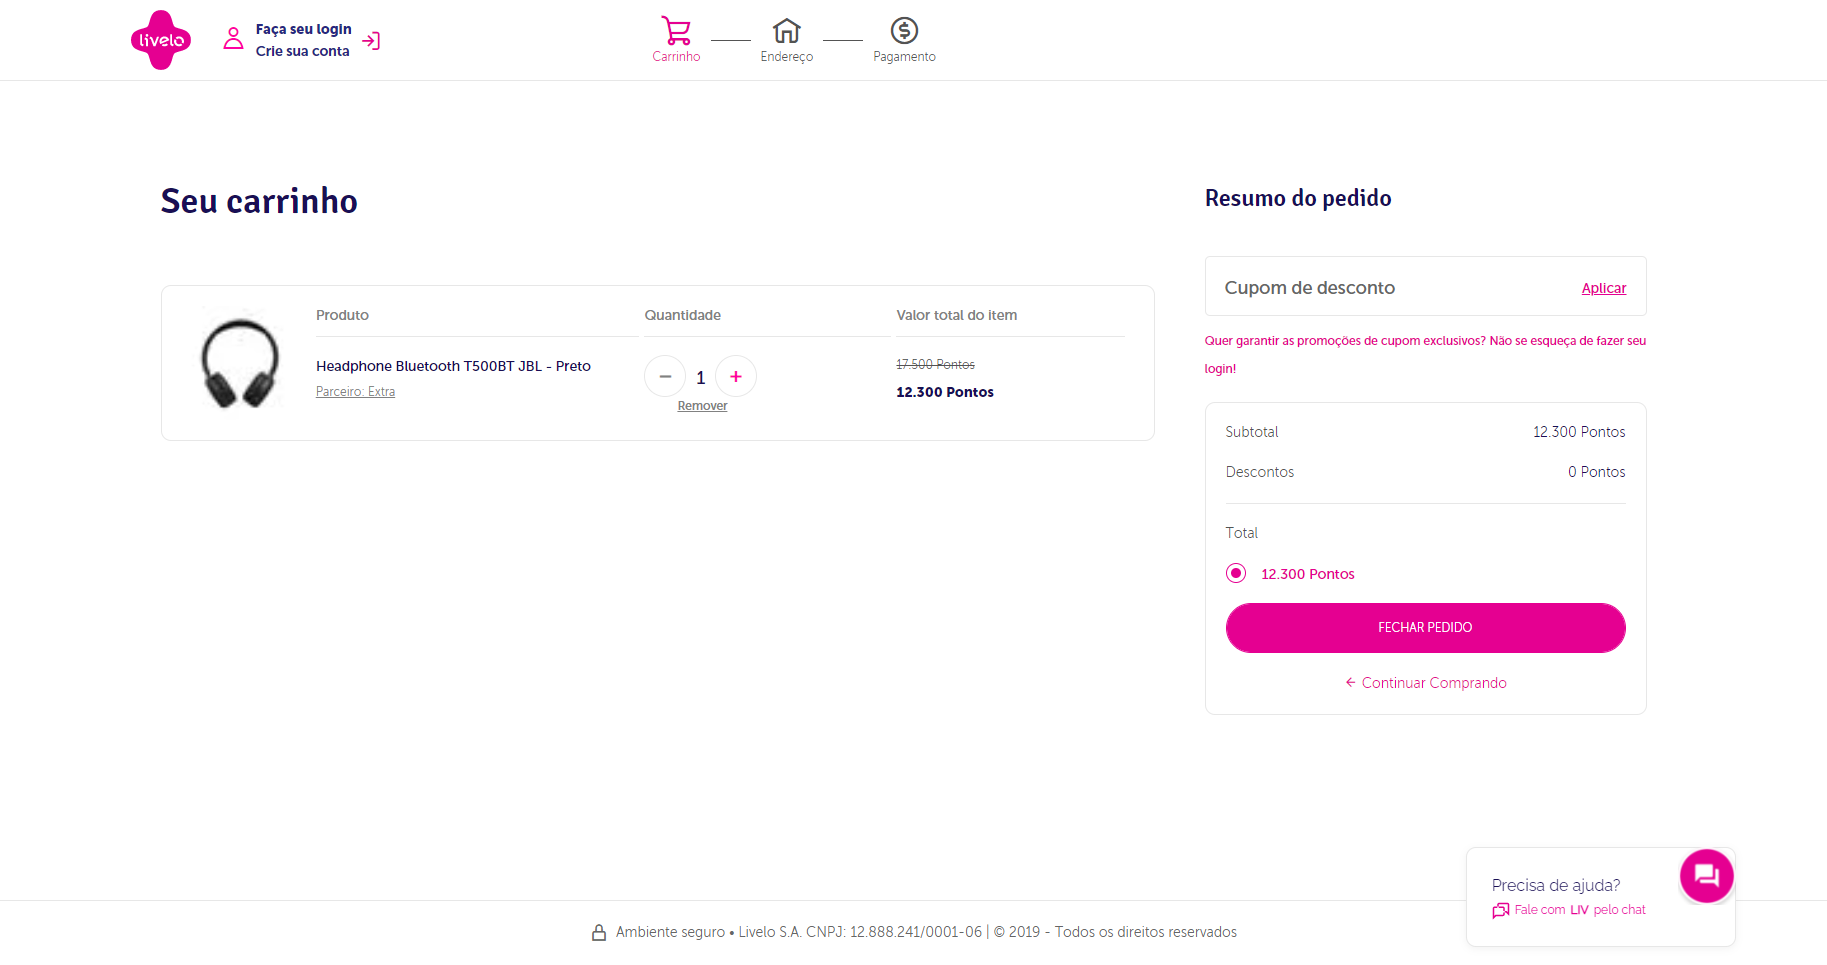 livelo
Faça seu login
Crie sua conta
Carrinho
Endereço
Pagamento
Seu carrinho
Produto
Quantidade
Valor total do item
Headphone Bluetooth T500BT JBL - Preto
Parceiro: Extra
− 1 +
Remover
17.500 Pontos
12.300 Pontos
Resumo do pedido
Cupom de desconto
Aplicar
Quer garantir as promoções de cupom exclusivos? Não se esqueça de fazer seu
login!
Subtotal 12.300 Pontos
Descontos 0 Pontos
Total
12.300 Pontos
FECHAR PEDIDO
← Continuar Comprando
Precisa de ajuda?
Fale com LIV pelo chat
Ambiente seguro • Livelo S.A. CNPJ: 12.888.241/0001-06 | © 2019 - Todos os direitos reservados